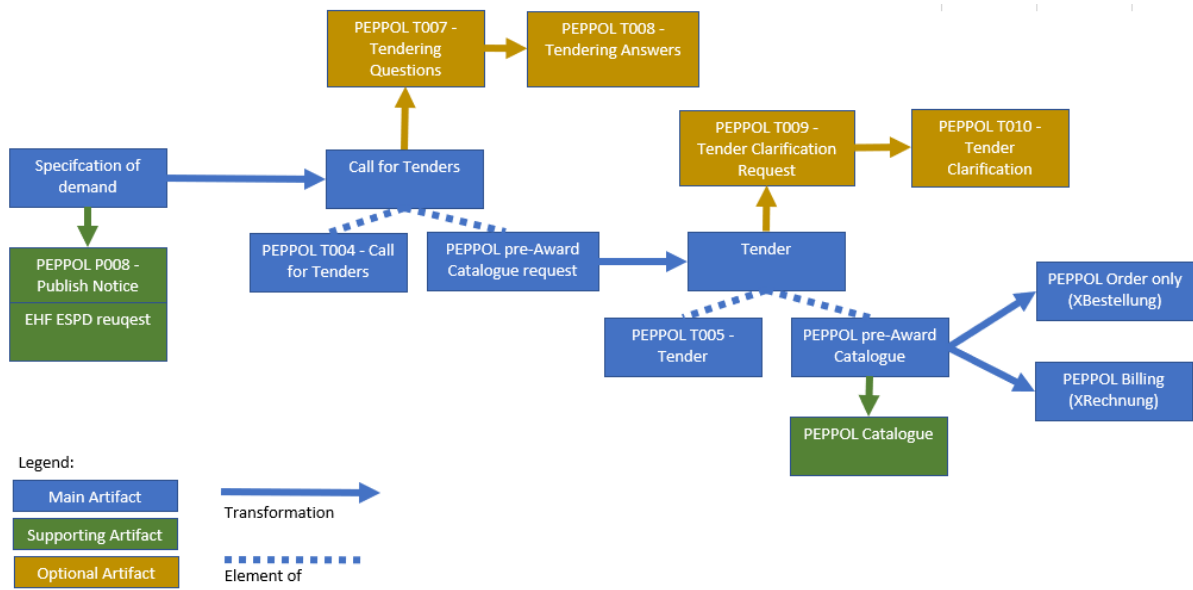 PEPPOL T007 -
Tendering
Questions
PEPPOL T008 -
Tendering Answers
PEPPOL T009 -
Tender Clarification
Request
PEPPOL T010 -
Tender
Clarification
Specifcation of
demand
Call for Tenders
PEPPOL T004 - Call
for Tenders
PEPPOL pre-Award
Catalogue request
Tender
PEPPOL P008 -
Publish Notice
EHF ESPD reuqest
PEPPOL T005 -
Tender
PEPPOL pre-Award
Catalogue
PEPPOL Order only
(XBestellung)
PEPPOL Billing
(XRechnung)
PEPPOL Catalogue
Legend:
Main Artifact
Transformation
Supporting Artifact
Optional Artifact
Element of